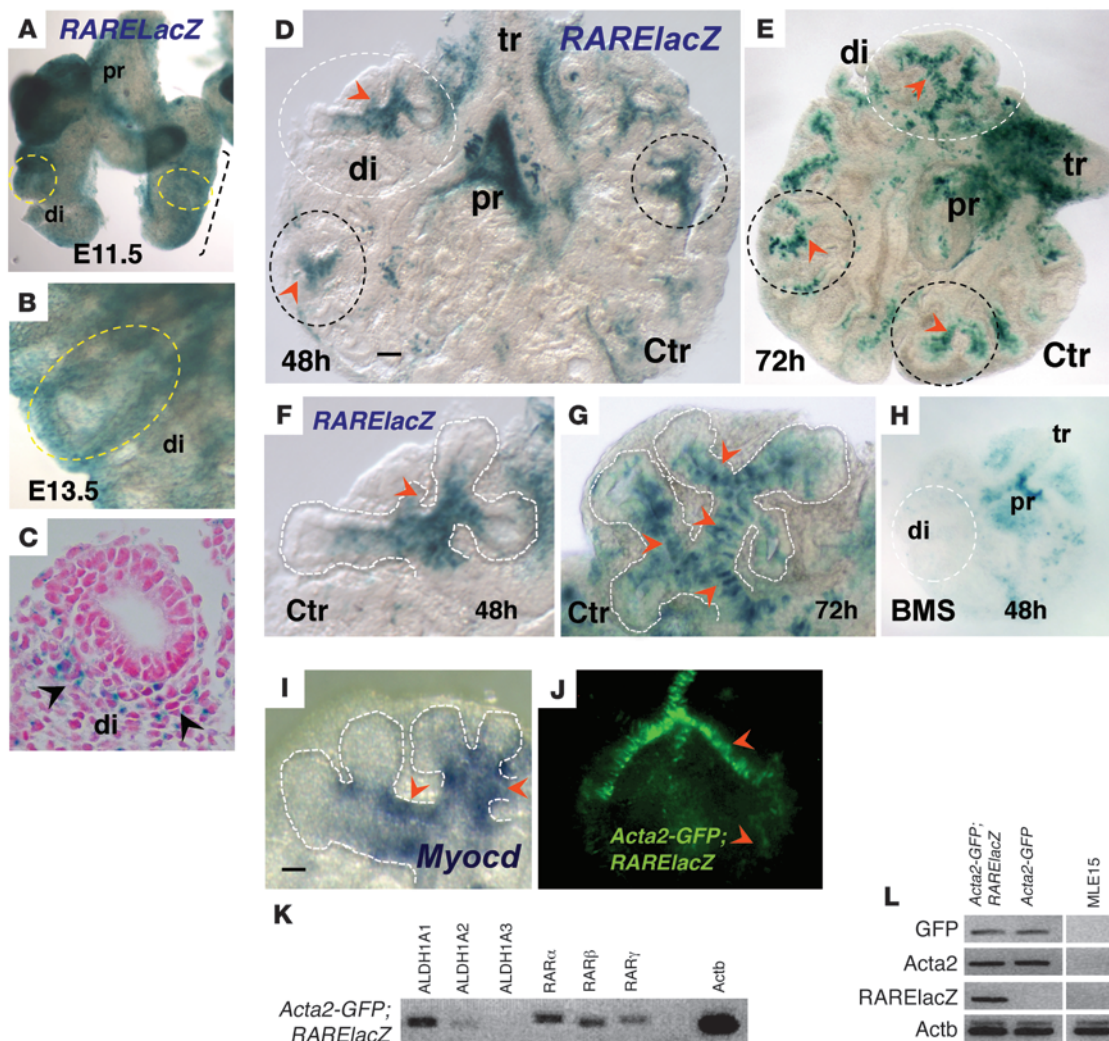 A
RARELacZ
pr
di
E11.5
B
di
E13.5
C
di
D
tr
RARElacZ
di
pr
48h
Ctr
E
di
tr
pr
72h
Ctr
F
RARElacZ
Ctr
48h
G
Ctr
72h
H
tr
pr
di
BMS
48h
I
Myocd
J
Acta2-GFP;
RARElacZ
K
ALDH1A1
ALDH1A2
ALDH1A3
RARα
RARβ
RARγ
Actb
Acta2-GFP;
RARElacZ
L
Acta2-GFP;
RARElacZ
Acta2-GFP
MLE15
GFP
Acta2
RARElacZ
Actb